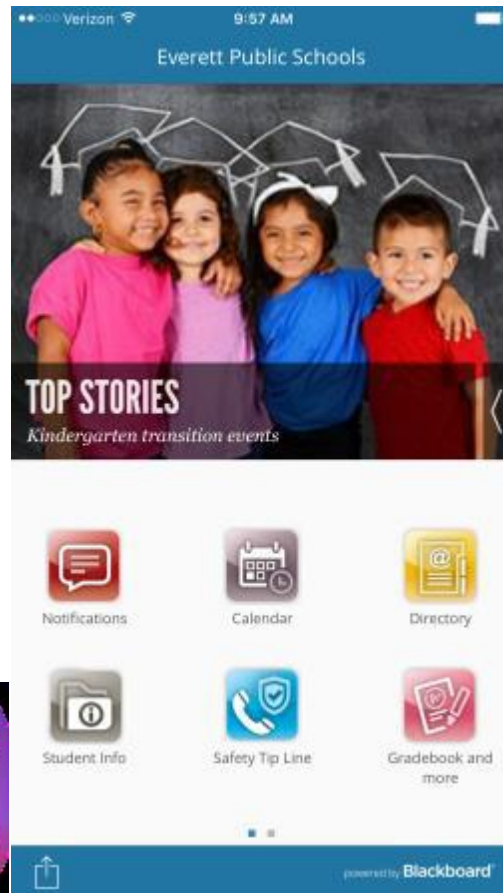 Verizon 9:57 AM
Everett Public Schools
TOP STORIES
Kindergarten transition events
Notifications
Calendar
Directory
Student Info
Safety Tip Line
Gradebook and
more
powered by Blackboard